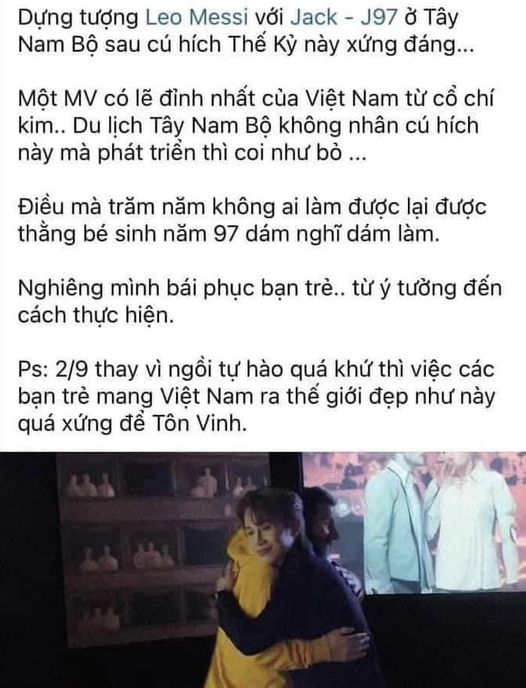 Dựng tượng Leo Messi với Jack - J97 ở Tây
Nam Bộ sau cú hích Thế Kỷ này xứng đáng...
Một MV có lẽ đỉnh nhất của Việt Nam từ cổ chí
kim.. Du lịch Tây Nam Bộ không nhân cú hích
này mà phát triển thì coi như bỏ ...
Điều mà trăm năm không ai làm được lại được
thằng bé sinh năm 97 dám nghĩ dám làm.
Nghiêng mình bái phục bạn trẻ.. từ ý tưởng đến
cách thực hiện.
Ps: 2/9 thay vì ngồi tự hào quá khứ thì việc các
bạn trẻ mang Việt Nam ra thế giới đẹp như này
quá xứng để Tôn Vinh.